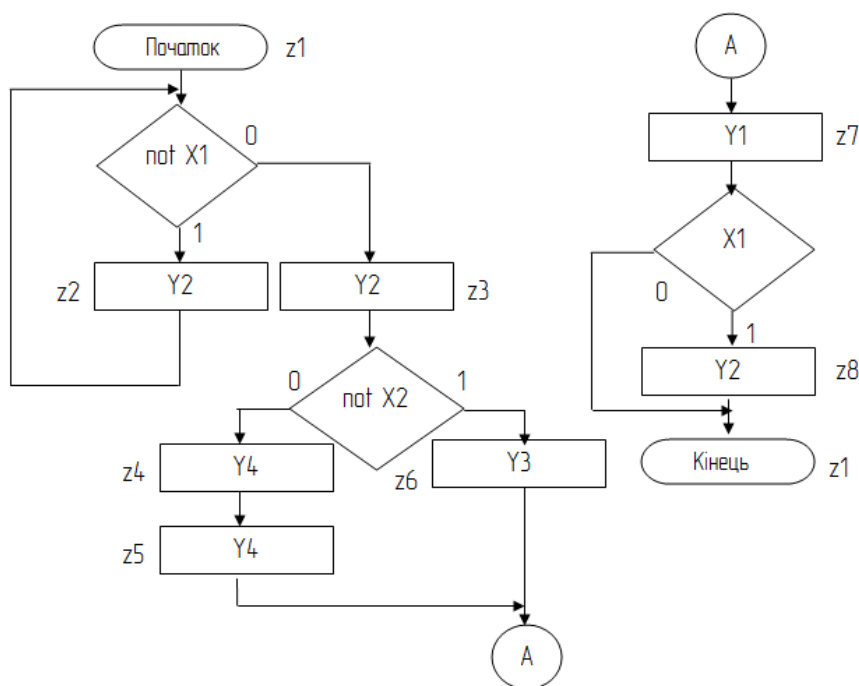 Початок z1
not X1
0
1
z2 Y2
Y2 z3
not X2
0
1
z4 Y4
z6 Y3
z5 Y4
A
A
Y1 z7
X1
0
1
Y2 z8
Кінець z1